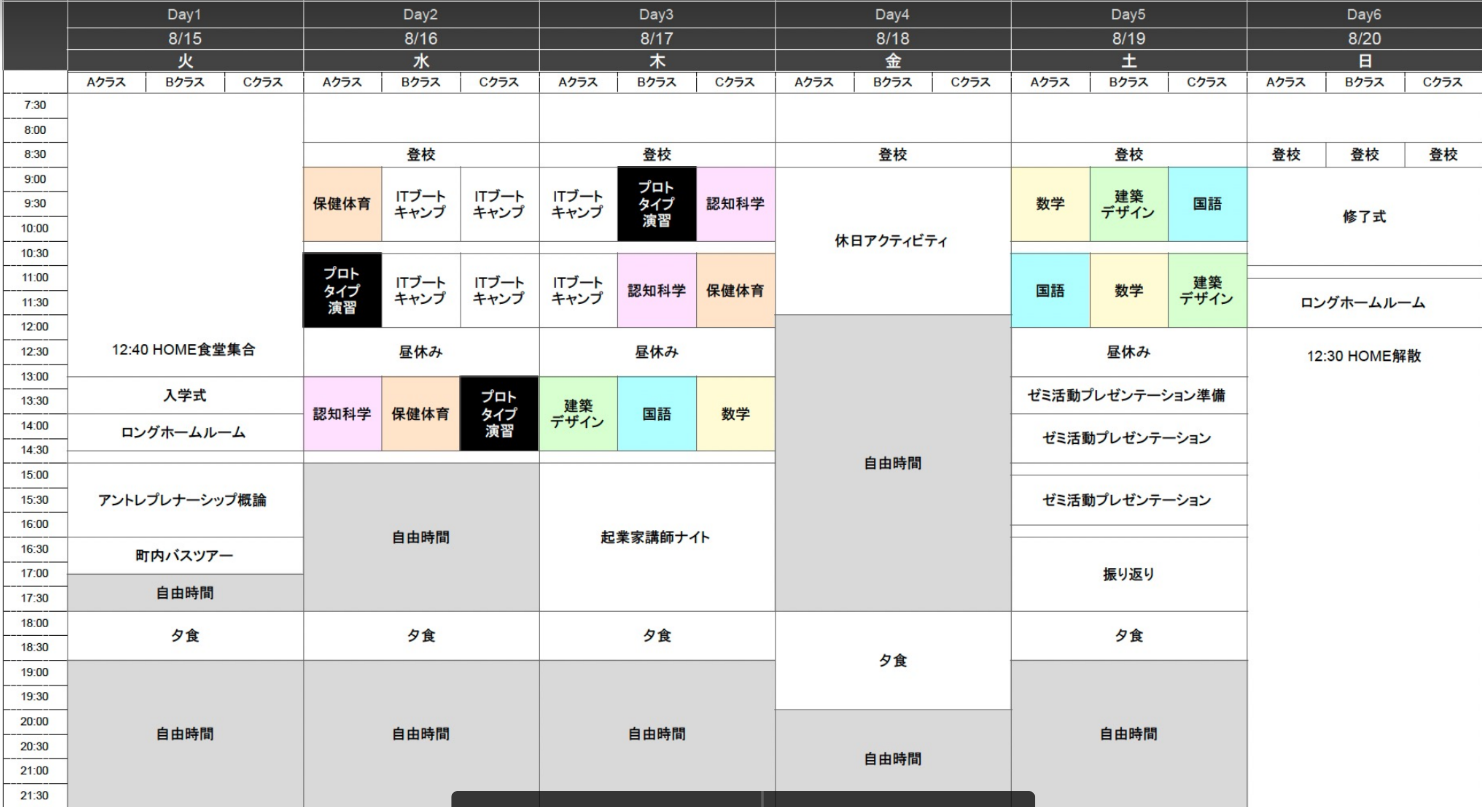 Day1 Day2 Day3 Day4 Day5 Day6
8/15 8/16 8/17 8/18 8/19 8/20
火 水 木 金 土 日
Aクラス Bクラス Cクラス Aクラス Bクラス Cクラス Aクラス Bクラス Cクラス Aクラス Bクラス Cクラス Aクラス Bクラス Cクラス Aクラス Bクラス Cクラス
7:30
8:00
8:30 登校 登校 登校 登校 登校 登校 登校
9:00
9:30
10:00
保健体育 ITブート ITブート ITブート プロト 認知科学 数学 建築 国語
キャンプ キャンプ キャンプ タイプ デザイン
演習
休日アクティビティ
修了式
10:30
11:00
11:30
プロト ITブート ITブート ITブート 認知科学 保健体育 国語 数学 建築
タイプ キャンプ キャンプ キャンプ デザイン
演習
ロングホームルーム
12:00
12:30
12:40 HOME食堂集合 昼休み 昼休み 昼休み 12:30 HOME解散
13:00
13:30
14:00
14:30
入学式
ロングホームルーム
認知科学 保健体育 プロト 建築 国語 数学
タイプ デザイン
演習
ゼミ活動プレゼンテーション準備
ゼミ活動プレゼンテーション
自由時間
15:00
15:30
16:00
アントレプレナーシップ概論 ゼミ活動プレゼンテーション
自由時間 起業家講師ナイト
16:30 町内バスツアー
17:00 振り返り
17:30 自由時間
18:00
18:30
夕食 夕食 夕食 夕食 夕食
19:00
19:30
20:00
20:30
自由時間 自由時間 自由時間 自由時間 自由時間
21:00
21:30